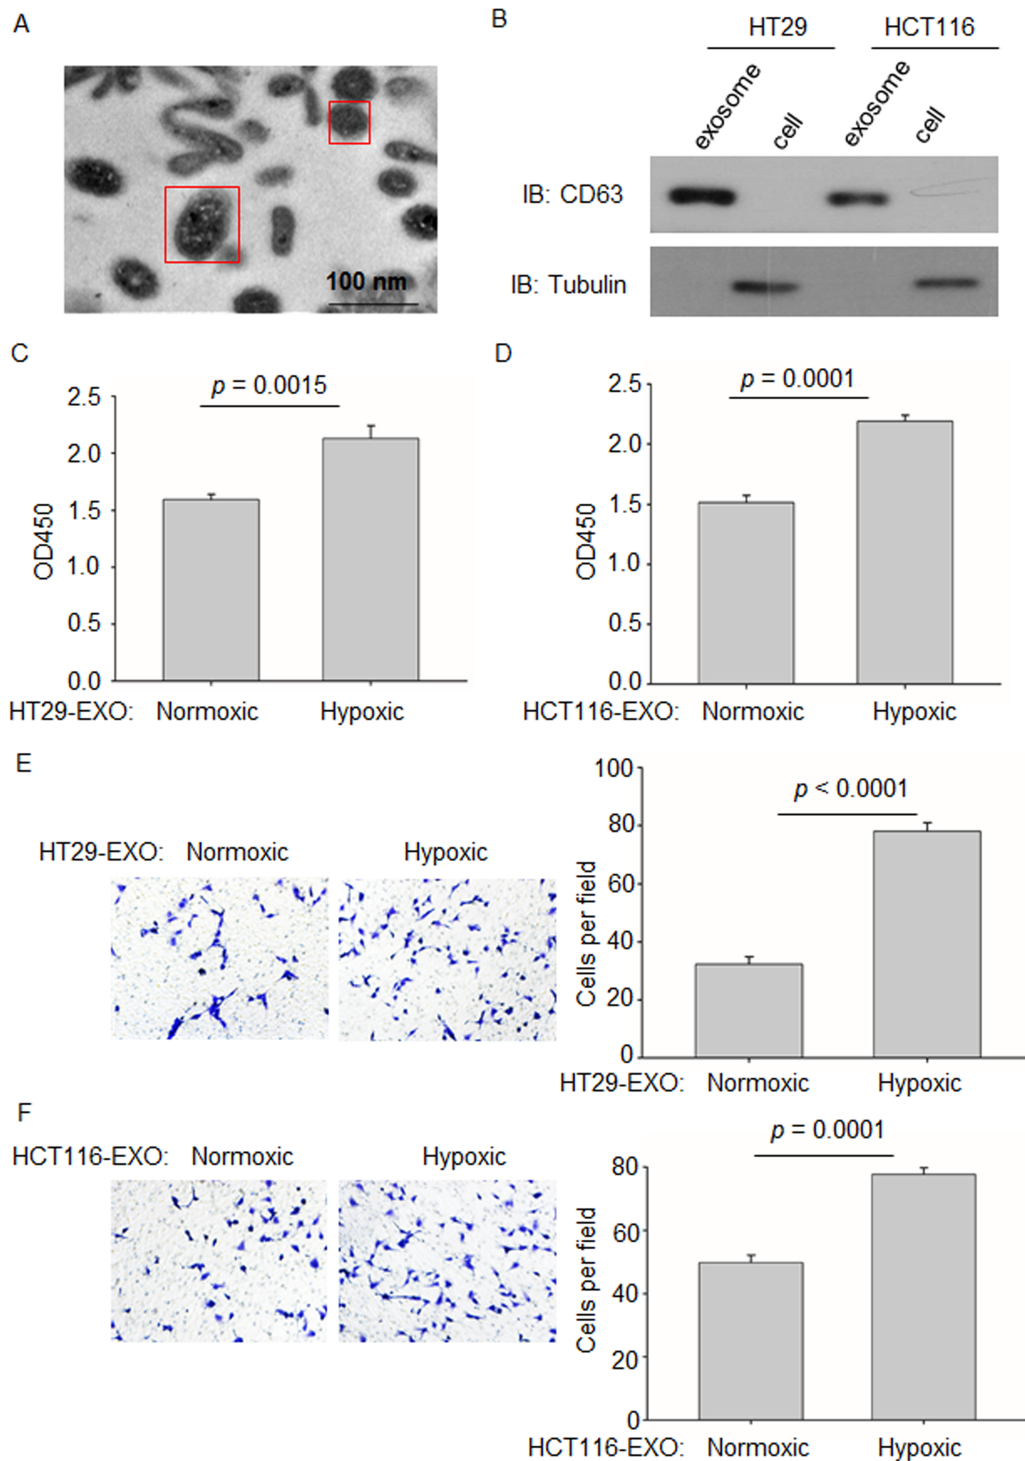 A
100 nm
B
HT29 HCT116
exosome cell exosome cell
IB: CD63
IB: Tubulin
C
p = 0.0015
2.5
2.0
1.5
1.0
0.5
0.0
OD450
HT29-EXO: Normoxic Hypoxic
D
p = 0.0001
2.5
2.0
1.5
1.0
0.5
0.0
OD450
HCT116-EXO: Normoxic Hypoxic
E
HT29-EXO: Normoxic Hypoxic
p < 0.0001
100
80
60
40
20
0
Cells per field
HT29-EXO: Normoxic Hypoxic
F
HCT116-EXO: Normoxic Hypoxic
p = 0.0001
80
60
40
20
0
Cells per field
HCT116-EXO: Normoxic Hypoxic